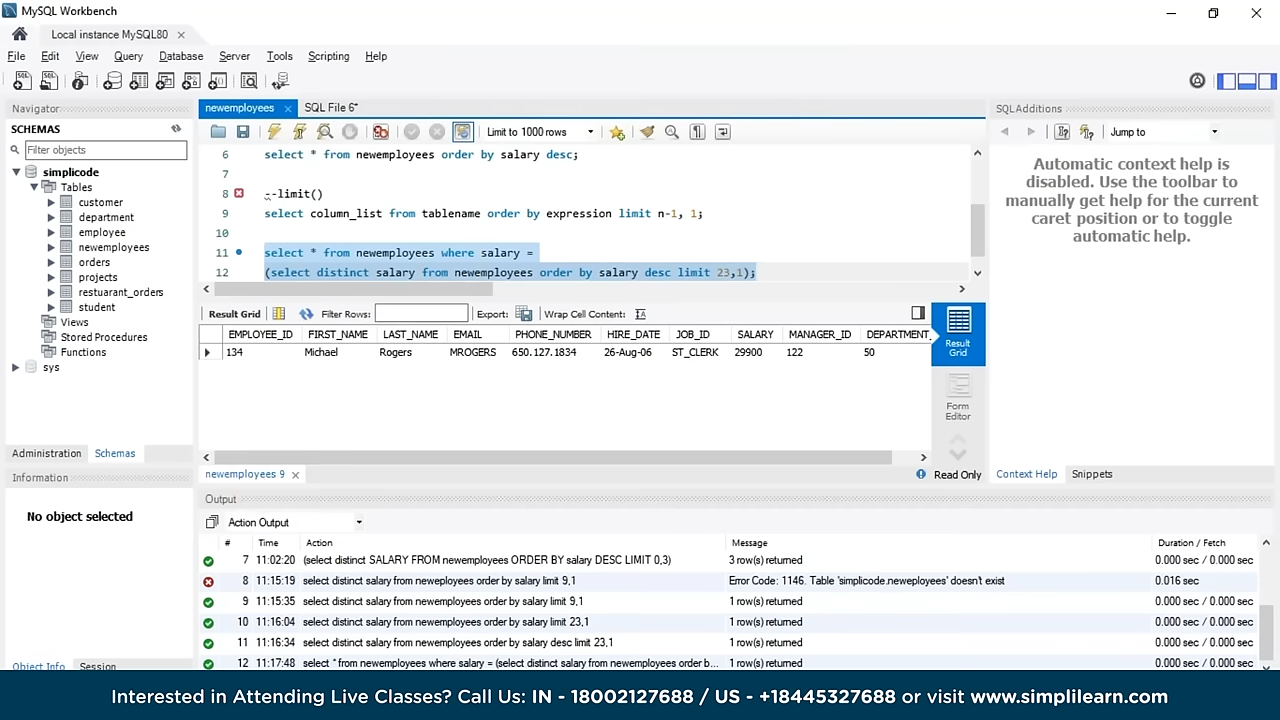 MySQL Workbench
Local instance MySQL80
File Edit View Query Database Server Tools Scripting Help
Navigator
SCHEMAS
Filter objects
simplicode
Tables
customer
department
employee
newemployees
orders
projects
restuarant_orders
student
Views
Stored Procedures
Functions
sys
Administration Schemas
Information
No object selected
Object Info Session
newemployees SQL File 6*
Limit to 1000 rows
6 select * from newemployees order by salary desc;
7
8 --limit()
9 select column_list from tablename order by expression limit n-1, 1;
10
11 select * from newemployees where salary =
12 (select distinct salary from newemployees order by salary desc limit 23,1);
Result Grid Filter Rows: Export: Wrap Cell Content:
EMPLOYEE_ID FIRST_NAME LAST_NAME EMAIL PHONE_NUMBER HIRE_DATE JOB_ID SALARY MANAGER_ID DEPARTMENT_
134 Michael Rogers MROGERS 650.127.1834 26-Aug-06 ST_CLERK 29900 122 50
Result Grid
Form Editor
newemployees 9
Read Only
SQLAdditions
Jump to
Automatic context help is
disabled. Use the toolbar to
manually get help for the current
caret position or to toggle
automatic help.
Context Help Snippets
Output
Action Output
# Time Action Message Duration / Fetch
7 11:02:20 (select distinct SALARY FROM newemployees ORDER BY salary DESC LIMIT 0,3) 3 row(s) returned 0.000 sec / 0.000 sec
8 11:15:19 select distinct salary from neweployees order by salary limit 9,1 Error Code: 1146. Table 'simplicode.neweployees' doesn't exist 0.016 sec
9 11:15:35 select distinct salary from newemployees order by salary limit 9,1 1 row(s) returned 0.000 sec / 0.000 sec
10 11:16:04 select distinct salary from newemployees order by salary limit 23,1 1 row(s) returned 0.000 sec / 0.000 sec
11 11:16:34 select distinct salary from newemployees order by salary desc limit 23,1 1 row(s) returned 0.000 sec / 0.000 sec
12 11:17:48 select * from newemployees where salary = (select distinct salary from newemployees order b... 1 row(s) returned 0.000 sec / 0.000 sec
Interested in Attending Live Classes? Call Us: IN - 18002127688 / US - +18445327688 or visit www.simplilearn.com